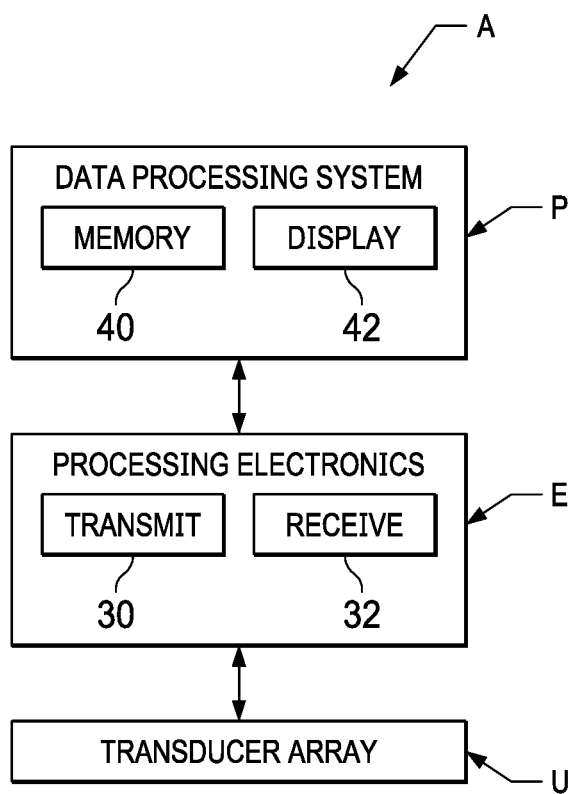 A
DATA PROCESSING SYSTEM
P
MEMORY
DISPLAY
40
42
PROCESSING ELECTRONICS
E
TRANSMIT
RECEIVE
30
32
TRANSDUCER ARRAY
U